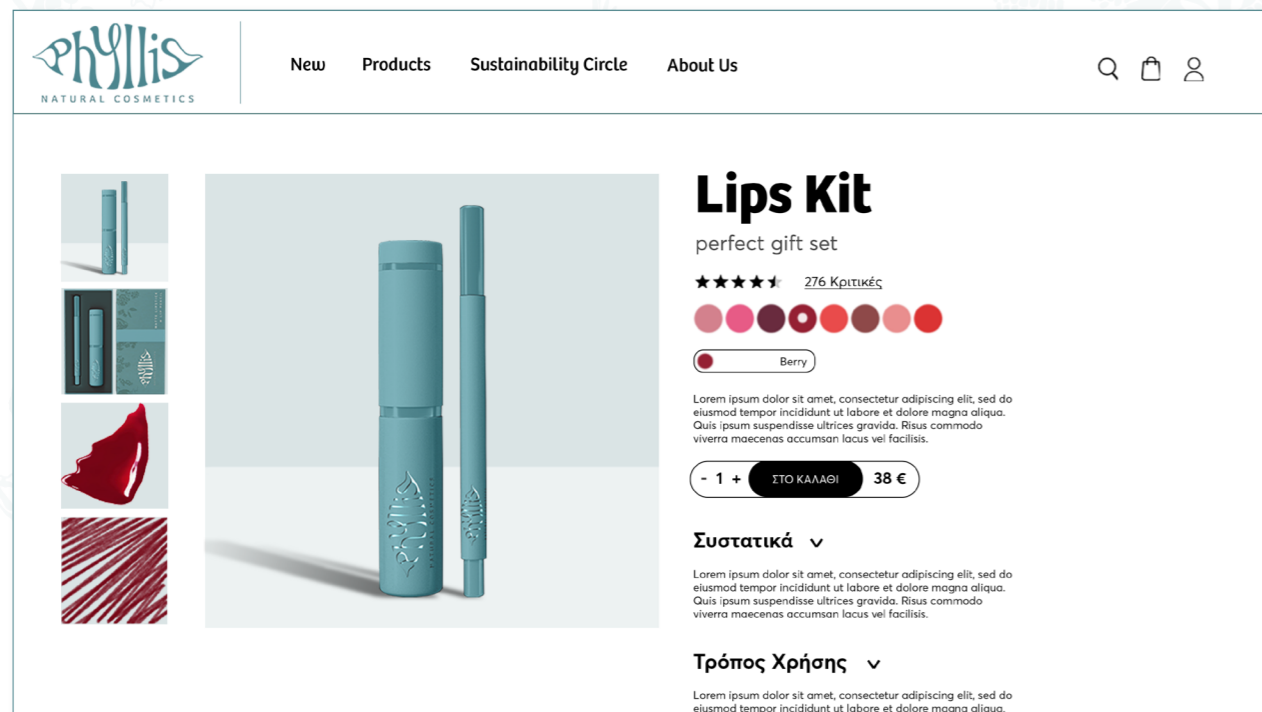 Phyllis
NATURAL COSMETICS
New Products Sustainability Circle About Us
Lips Kit
perfect gift set
276 Κριτικές
Berry
Lorem ipsum dolor sit amet, consectetur adipiscing elit, sed do
eiusmod tempor incididunt ut labore et dolore magna aliqua.
Quis ipsum suspendisse ultrices gravida. Risus commodo
viverra maecenas accumsan lacus vel facilisis.
- 1 + ΣΤΟ ΚΑΛΑΘΙ 38 €
Συστατικά
Lorem ipsum dolor sit amet, consectetur adipiscing elit, sed do
eiusmod tempor incididunt ut labore et dolore magna aliqua.
Quis ipsum suspendisse ultrices gravida. Risus commodo
viverra maecenas accumsan lacus vel facilisis.
Τρόπος Χρήσης
Lorem ipsum dolor sit amet, consectetur adipiscing elit, sed do
eiusmod tempor incididunt ut labore et dolore magna aliqua.
Phyllis
NATURAL COSMETICS
Phyllis